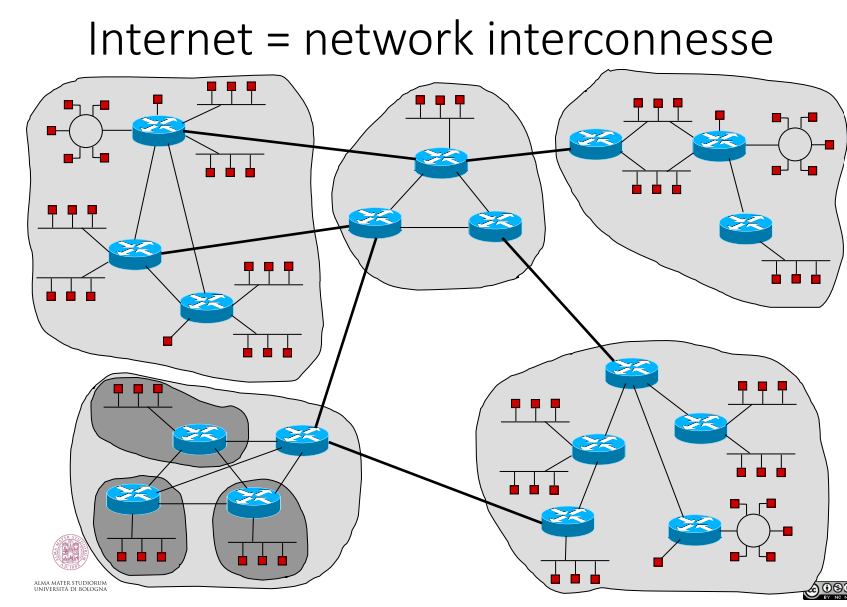 Internet = network interconnesse
ALMA MATER STUDIORUM
UNIVERSITÀ DI BOLOGNA